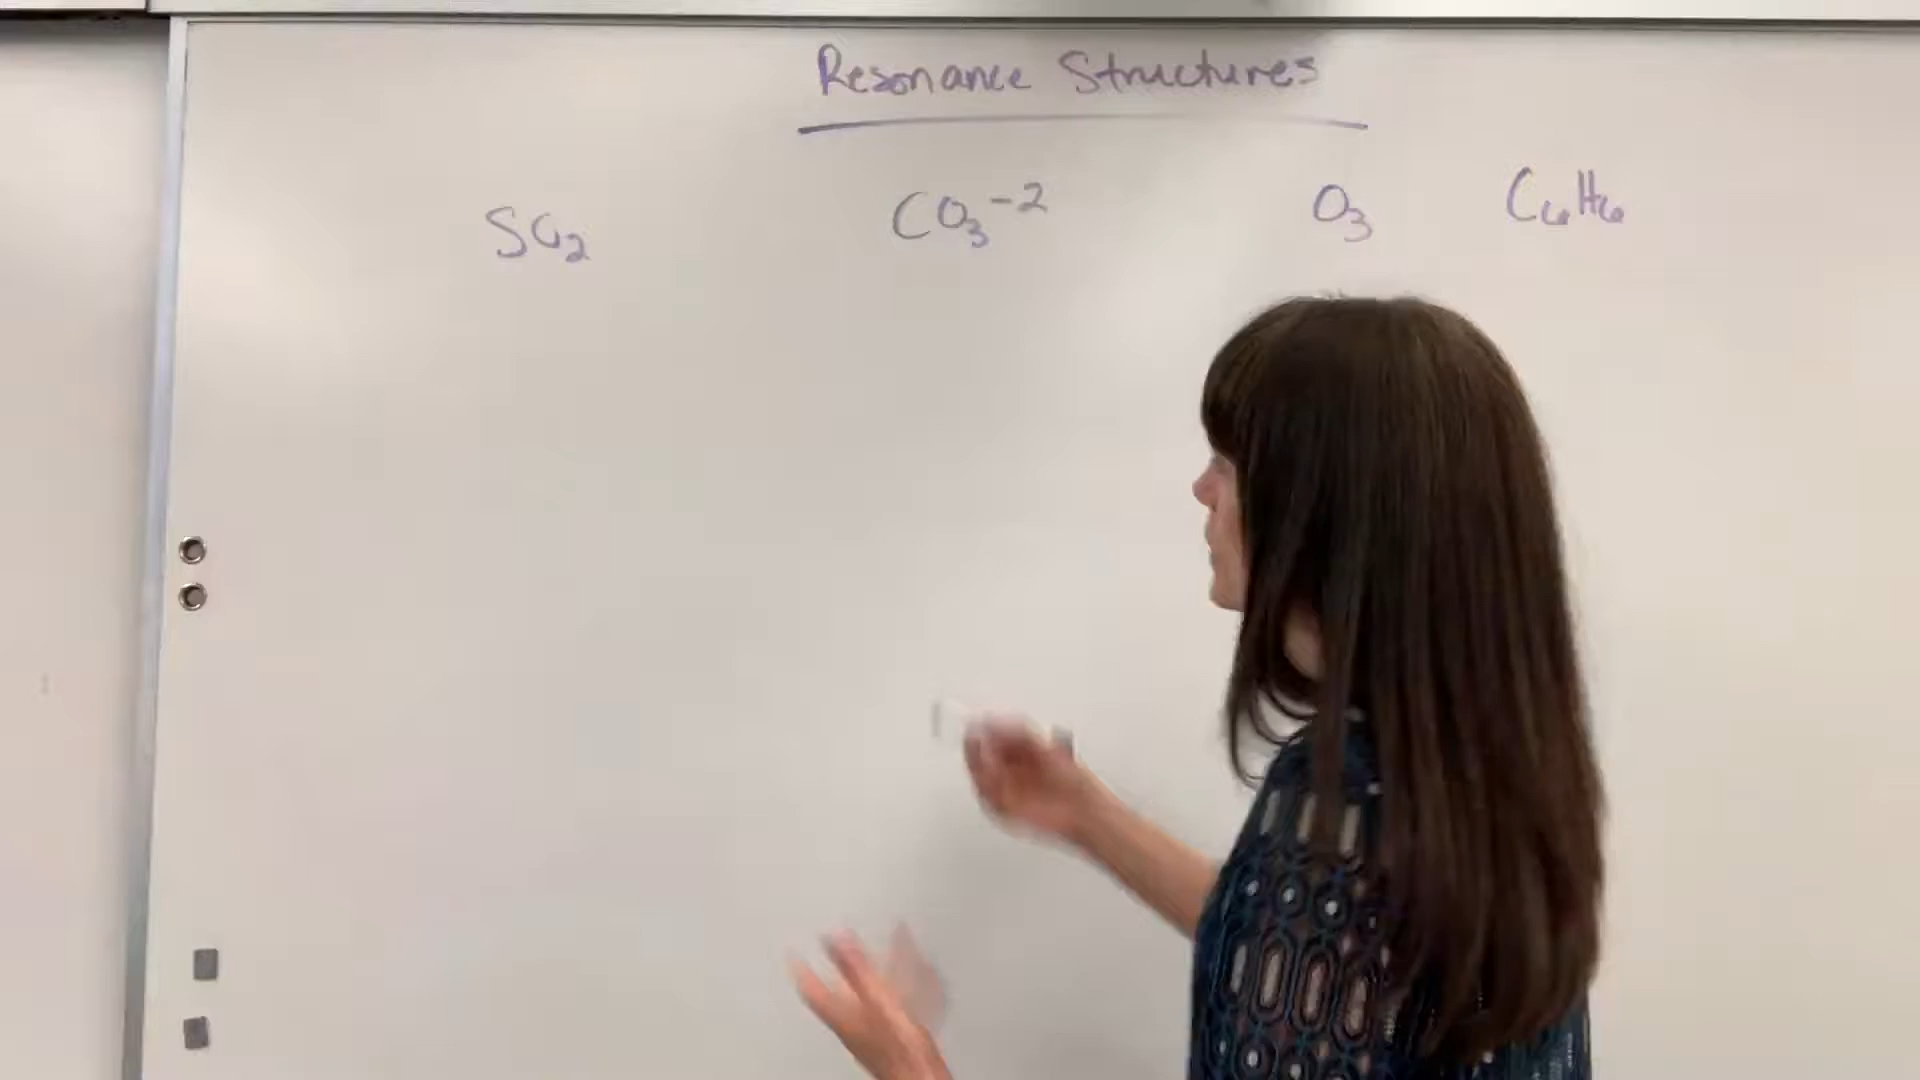 Resonance Structures
SO₂ CO₃⁻² O₃ C₆H₆